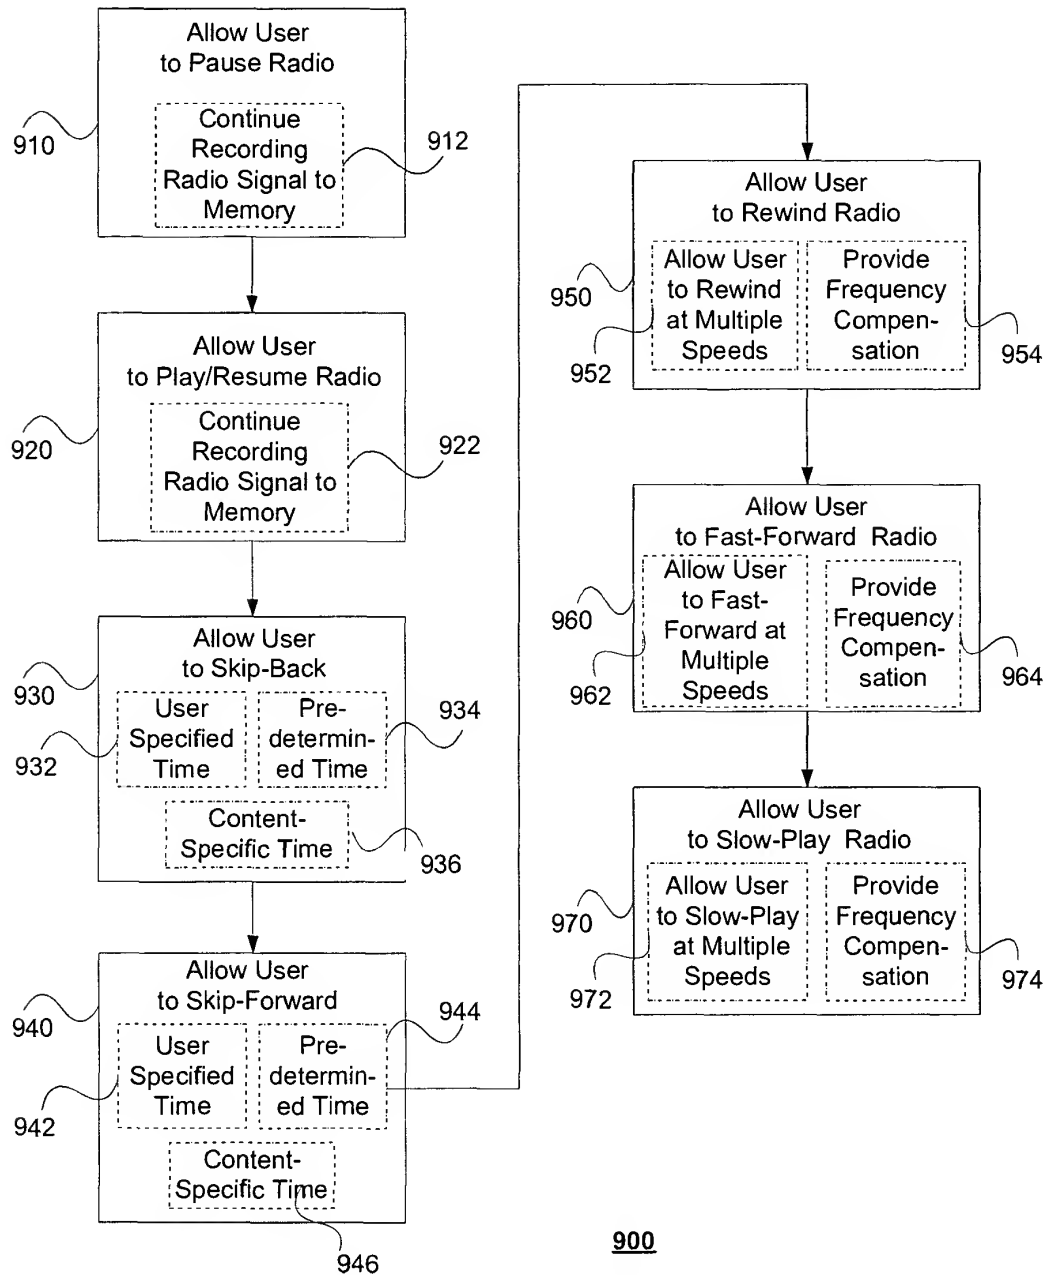 Allow User
to Pause Radio
910
Continue
Recording
Radio Signal to
Memory
912
Allow User
to Play/Resume Radio
920
Continue
Recording
Radio Signal to
Memory
922
Allow User
to Skip-Back
930
User
Specified
Time
932
Pre-
determin-
ed Time
934
Content-
Specific Time
936
Allow User
to Skip-Forward
940
User
Specified
Time
942
Pre-
determin-
ed Time
944
Content-
Specific Time
946
Allow User
to Rewind Radio
950
Allow User
to Rewind
at Multiple
Speeds
952
Provide
Frequency
Compen-
sation
954
Allow User
to Fast-Forward Radio
960
Allow User
to Fast-
Forward at
Multiple
Speeds
962
Provide
Frequency
Compen-
sation
964
Allow User
to Slow-Play Radio
970
Allow User
to Slow-Play
at Multiple
Speeds
972
Provide
Frequency
Compen-
sation
974
900